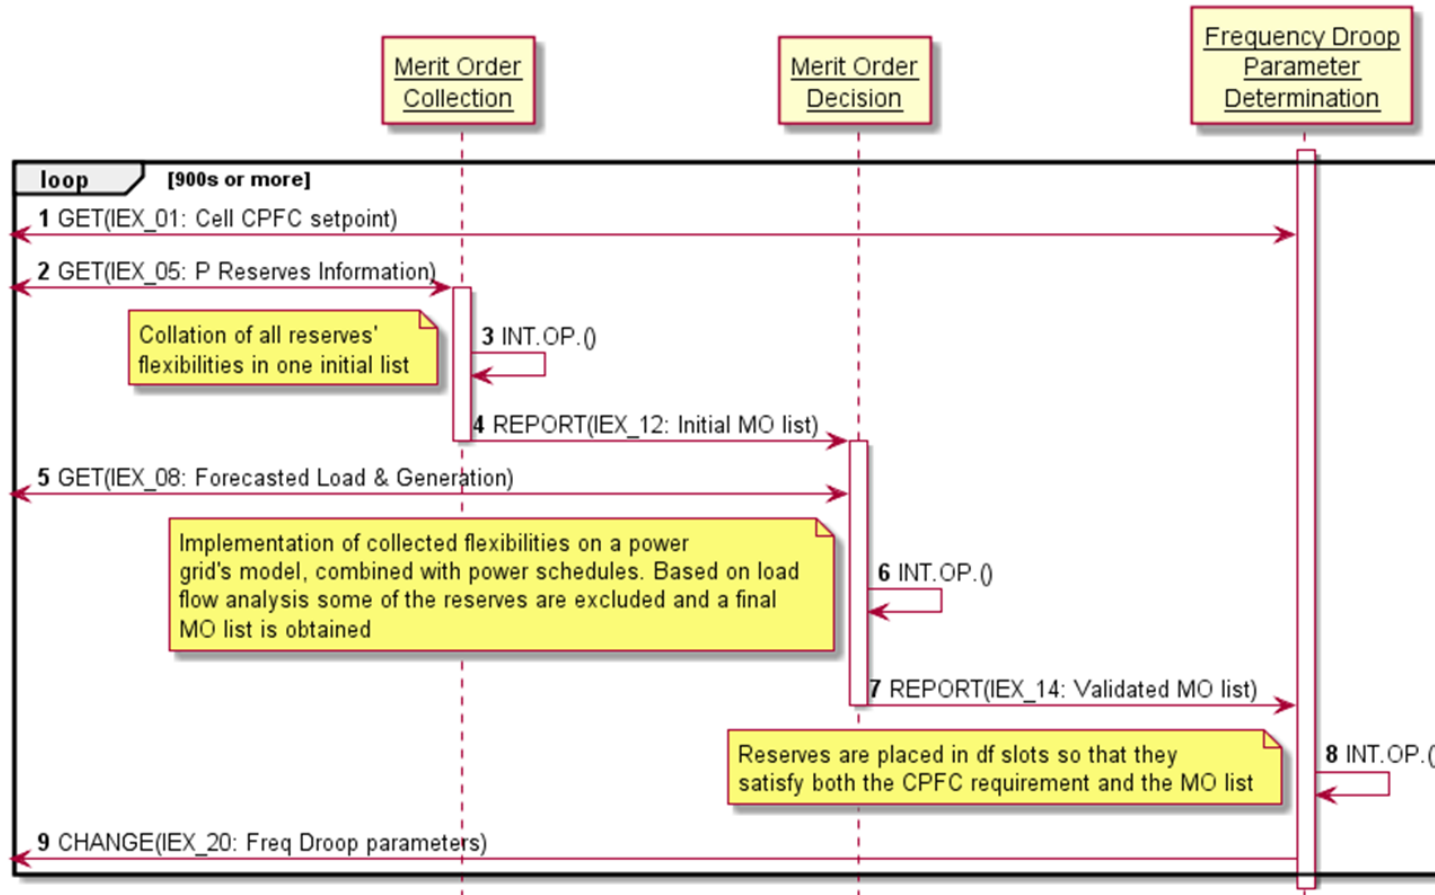 Merit Order
Collection
Merit Order
Decision
Frequency Droop
Parameter
Determination
loop [900s or more]
1 GET(IEX_01: Cell CPFC setpoint)
2 GET(IEX_05: P Reserves Information)
Collation of all reserves'
flexibilities in one initial list
3 INT.OP.()
4 REPORT(IEX_12: Initial MO list)
5 GET(IEX_08: Forecasted Load & Generation)
Implementation of collected flexibilities on a power
grid's model, combined with power schedules. Based on load
flow analysis some of the reserves are excluded and a final
MO list is obtained
6 INT.OP.()
7 REPORT(IEX_14: Validated MO list)
Reserves are placed in df slots so that they
satisfy both the CPFC requirement and the MO list
8 INT.OP.(
9 CHANGE(IEX_20: Freq Droop parameters)